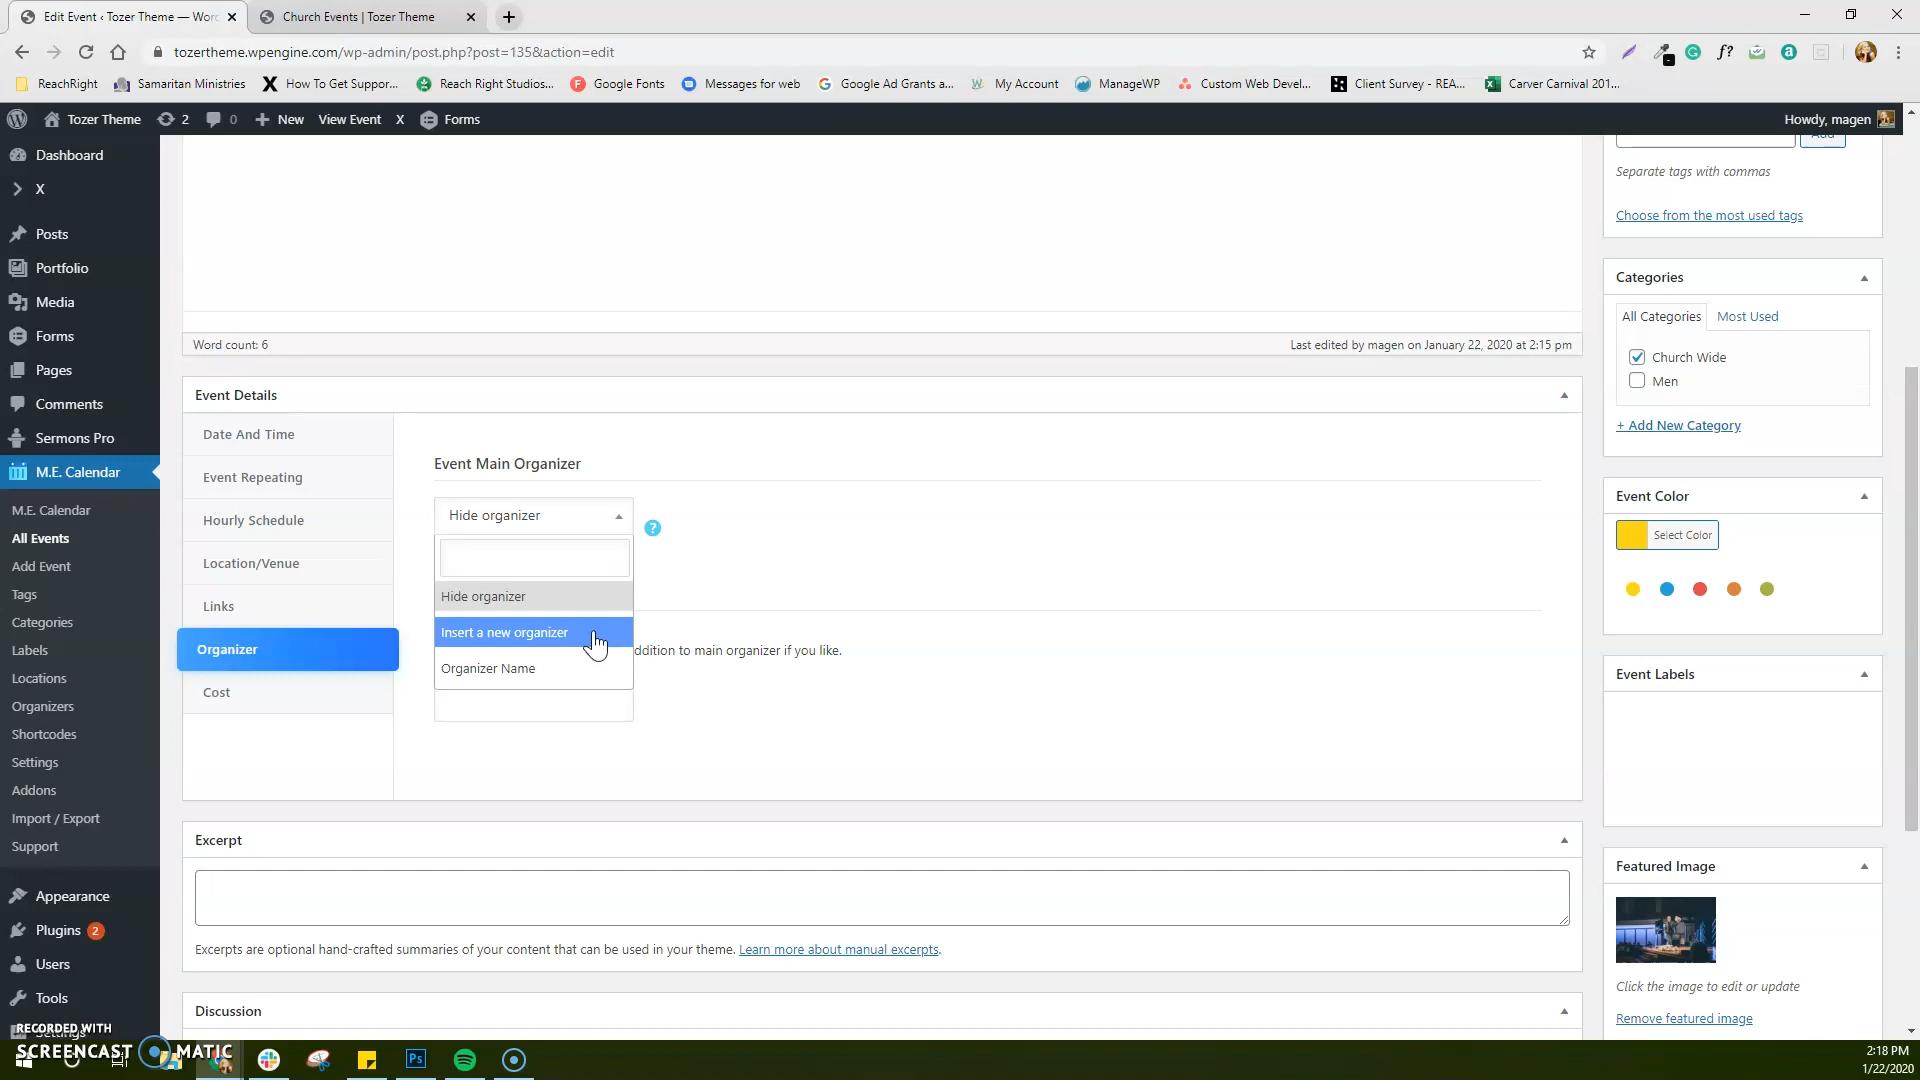 Edit Event ‹ Tozer Theme — Wor
Church Events | Tozer Theme
tozertheme.wpengine.com/wp-admin/post.php?post=135&action=edit
ReachRight
Samaritan Ministries
How To Get Suppor...
Reach Right Studios...
Google Fonts
Messages for web
Google Ad Grants a...
My Account
ManageWP
Custom Web Devel...
Client Survey - REA...
Carver Carnival 201...
Tozer Theme
2
0
New
View Event
X
Forms
Howdy, magen
Dashboard
X
Posts
Portfolio
Media
Forms
Pages
Comments
Sermons Pro
M.E. Calendar
M.E. Calendar
All Events
Add Event
Tags
Categories
Labels
Locations
Organizers
Shortcodes
Settings
Addons
Import / Export
Support
Appearance
Plugins 2
Users
Tools
Settings
Word count: 6
Last edited by magen on January 22, 2020 at 2:15 pm
Event Details
Date And Time
Event Repeating
Hourly Schedule
Location/Venue
Links
Organizer
Cost
Event Main Organizer
Hide organizer
?
Hide organizer
Insert a new organizer
Organizer Name
ddition to main organizer if you like.
Excerpt
Excerpts are optional hand-crafted summaries of your content that can be used in your theme. Learn more about manual excerpts.
Discussion
Add
Separate tags with commas
Choose from the most used tags
Categories
All Categories
Most Used
Church Wide
Men
+ Add New Category
Event Color
Select Color
Event Labels
Featured Image
Click the image to edit or update
Remove featured image
RECORDED WITH
SCREENCAST MATIC
Ps
2:18 PM
1/22/2020